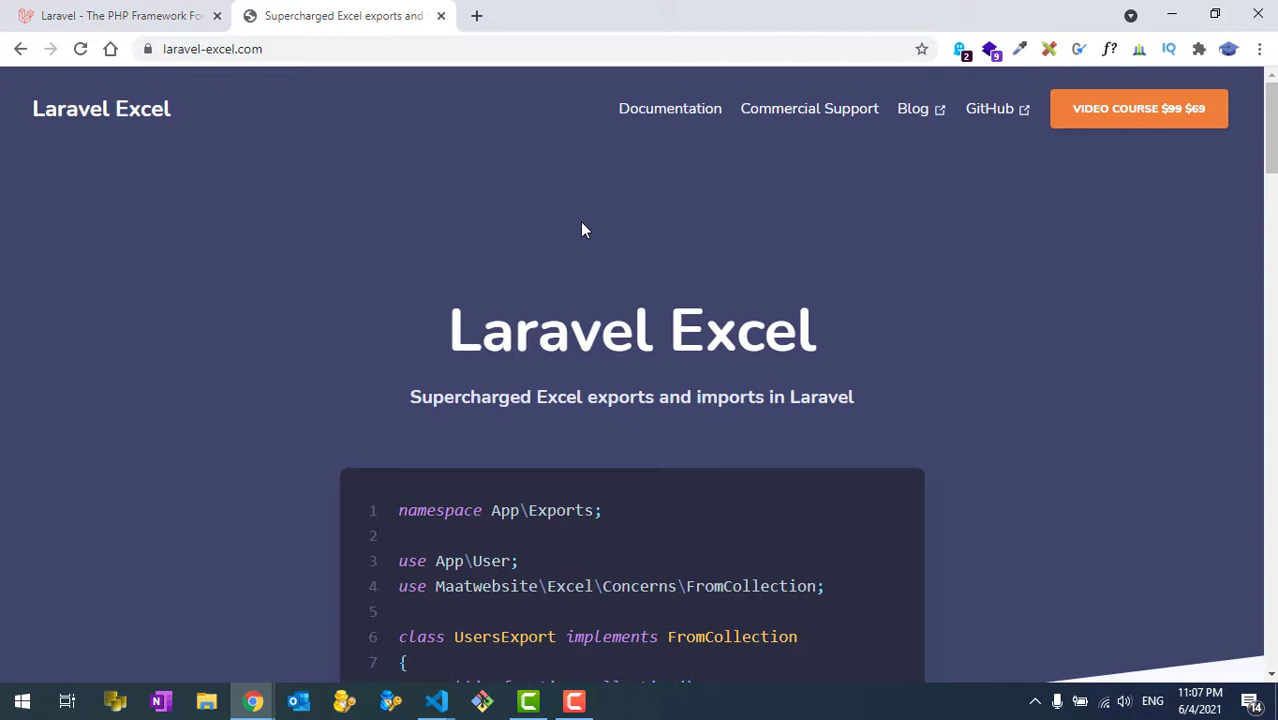 Laravel - The PHP Framework For
Supercharged Excel exports and
laravel-excel.com
2
9
f?
IQ
Laravel Excel
Documentation
Commercial Support
Blog
GitHub
VIDEO COURSE $99 $69
Laravel Excel
Supercharged Excel exports and imports in Laravel
1 namespace App\Exports;
2
3 use App\User;
4 use Maatwebsite\Excel\Concerns\FromCollection;
5
6 class UsersExport implements FromCollection
7 {
ENG
11:07 PM
6/4/2021
14